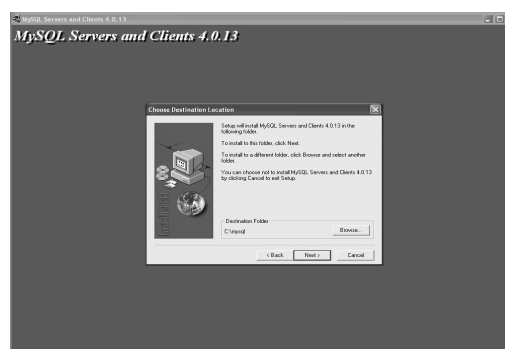 MySQL Servers and Clients 4.0.13
MySQL Servers and Clients 4.0.13
Choose Destination Location
Setup will install MySQL Servers and Clients 4.0.13 in the
following folder.
To install to this folder, click Next.
To install to a different folder, click Browse and select another
folder.
You can choose not to install MySQL Servers and Clients 4.0.13
by clicking Cancel to exit Setup.
Destination Folder
C:\mysql
Browse...
< Back
Next >
Cancel